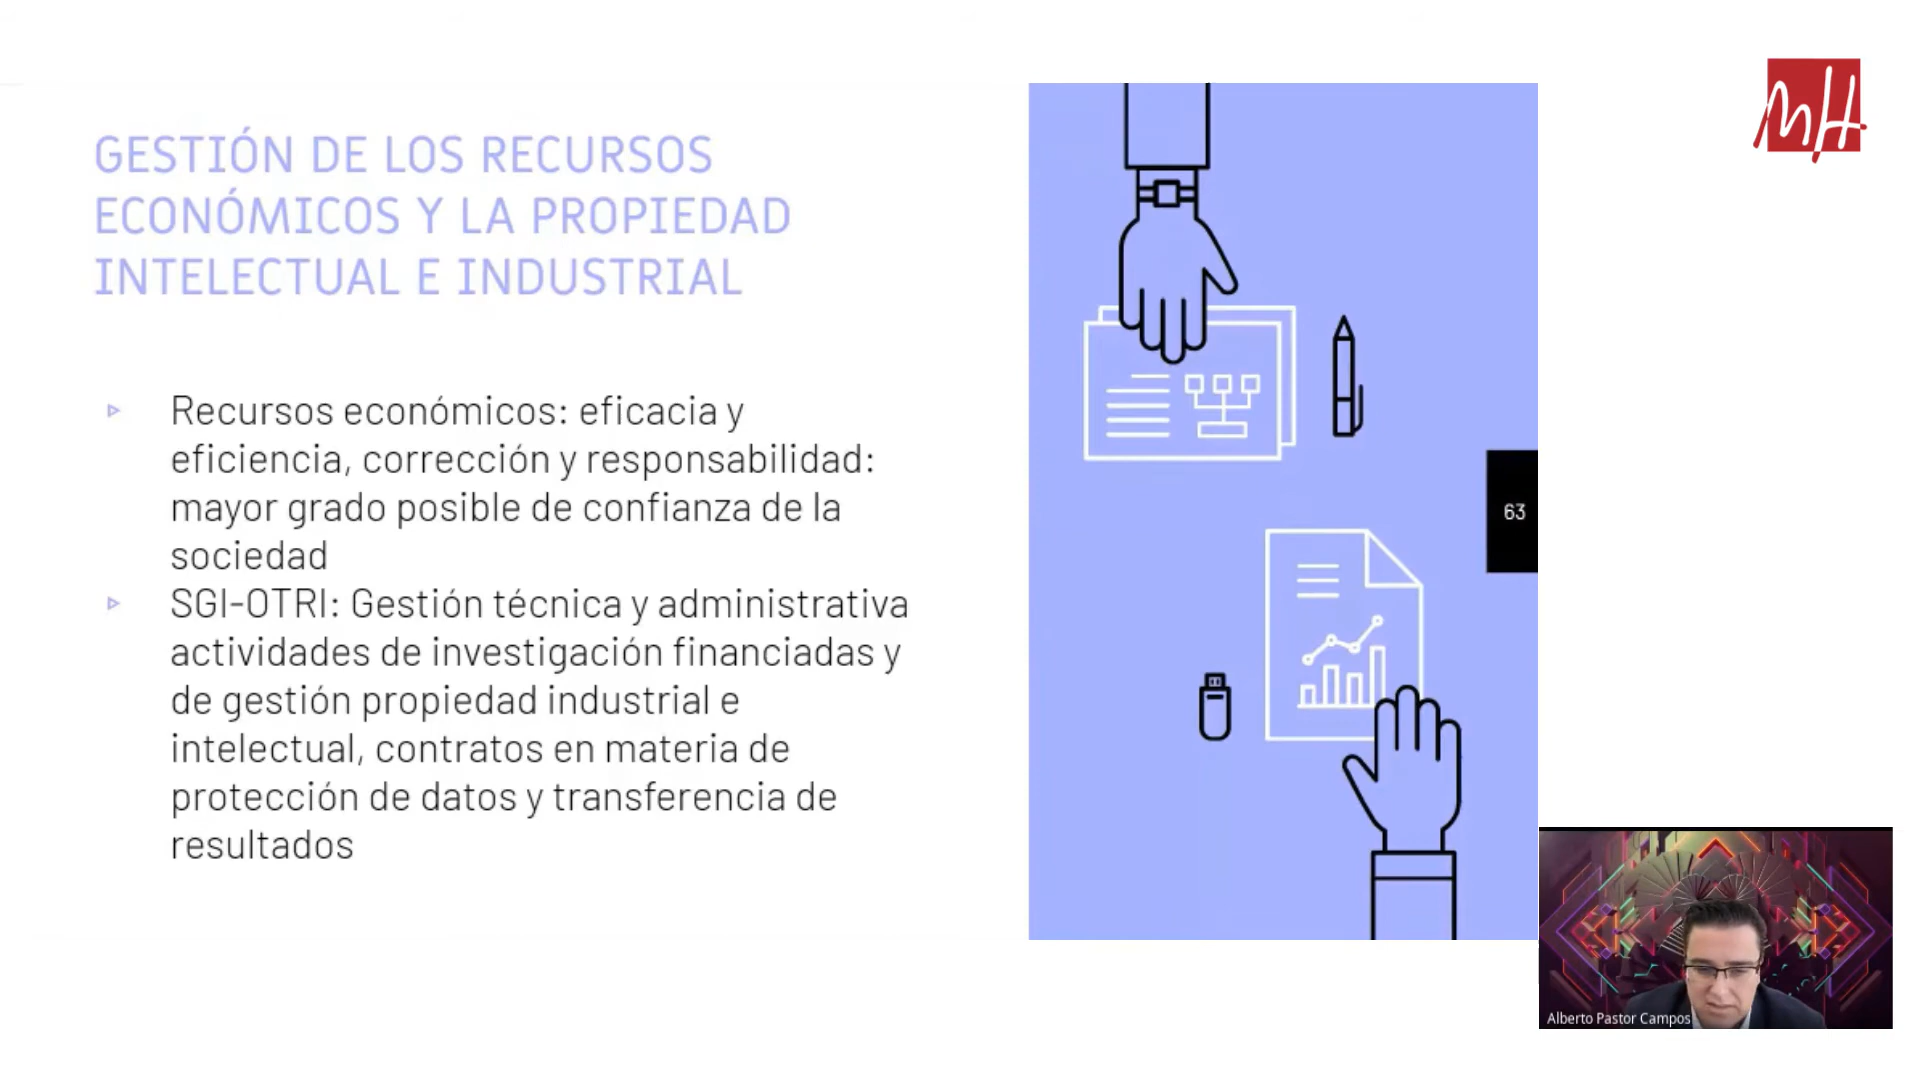 GESTIÓN DE LOS RECURSOS
ECONÓMICOS Y LA PROPIEDAD
INTELECTUAL E INDUSTRIAL
▹ Recursos económicos: eficacia y
eficiencia, corrección y responsabilidad:
mayor grado posible de confianza de la
sociedad
▹ SGI-OTRI: Gestión técnica y administrativa
actividades de investigación financiadas y
de gestión propiedad industrial e
intelectual, contratos en materia de
protección de datos y transferencia de
resultados
63
MH
Alberto Pastor Campos